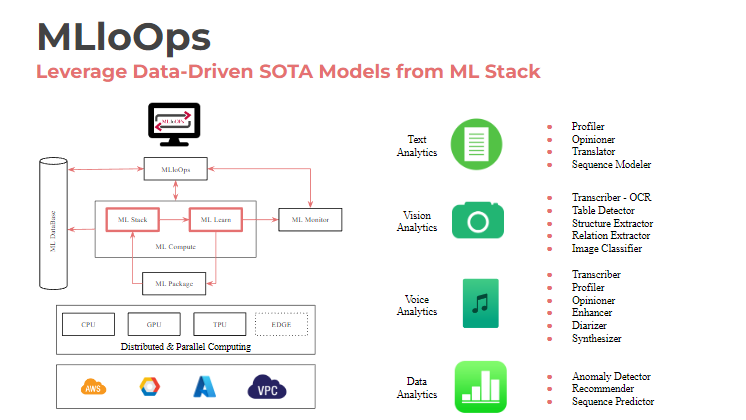 MLIoOps
Leverage Data-Driven SOTA Models from ML Stack
MLIoOPS
MLIoOps
ML DataBase
ML Stack
ML Learn
ML Monitor
ML Compute
ML Package
CPU
GPU
TPU
EDGE
Distributed & Parallel Computing
AWS
VPC
Text
Analytics
Profiler
Opinioner
Translator
Sequence Modeler
Vision
Analytics
Transcriber - OCR
Table Detector
Structure Extractor
Relation Extractor
Image Classifier
Voice
Analytics
Transcriber
Profiler
Opinioner
Enhancer
Diarizer
Synthesizer
Data
Analytics
Anomaly Detector
Recommender
Sequence Predictor